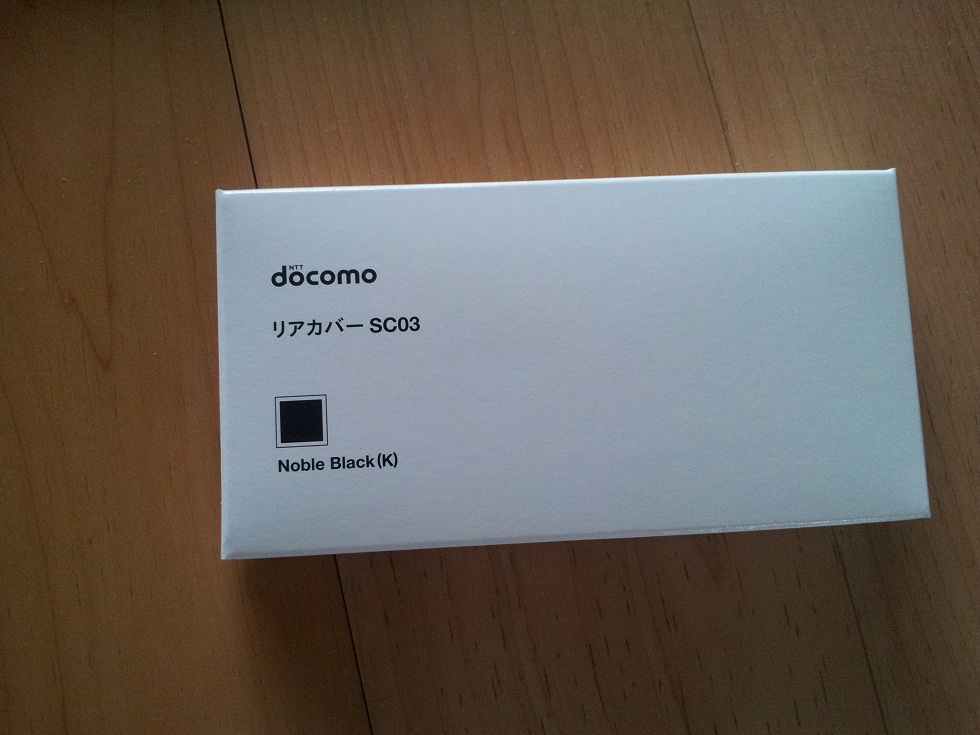 NTT
docomo
リアカバー SC03
Noble Black(K)